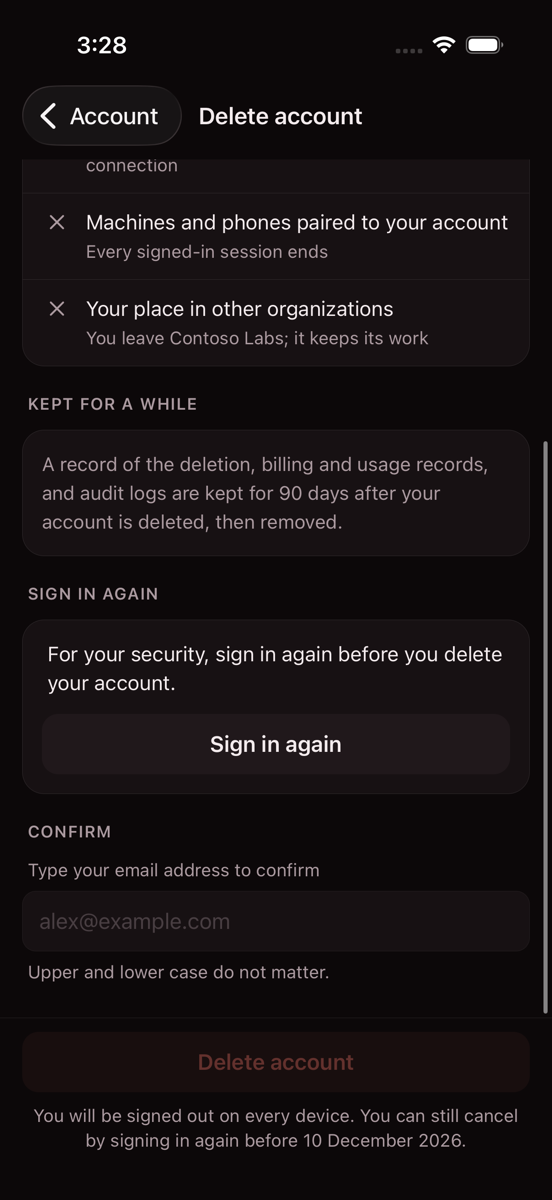 3:28
Account
Delete account
connection
Machines and phones paired to your account
Every signed-in session ends
Your place in other organizations
You leave Contoso Labs; it keeps its work
KEPT FOR A WHILE
A record of the deletion, billing and usage records,
and audit logs are kept for 90 days after your
account is deleted, then removed.
SIGN IN AGAIN
For your security, sign in again before you delete
your account.
Sign in again
CONFIRM
Type your email address to confirm
alex@example.com
Upper and lower case do not matter.
Delete account
You will be signed out on every device. You can still cancel
by signing in again before 10 December 2026.